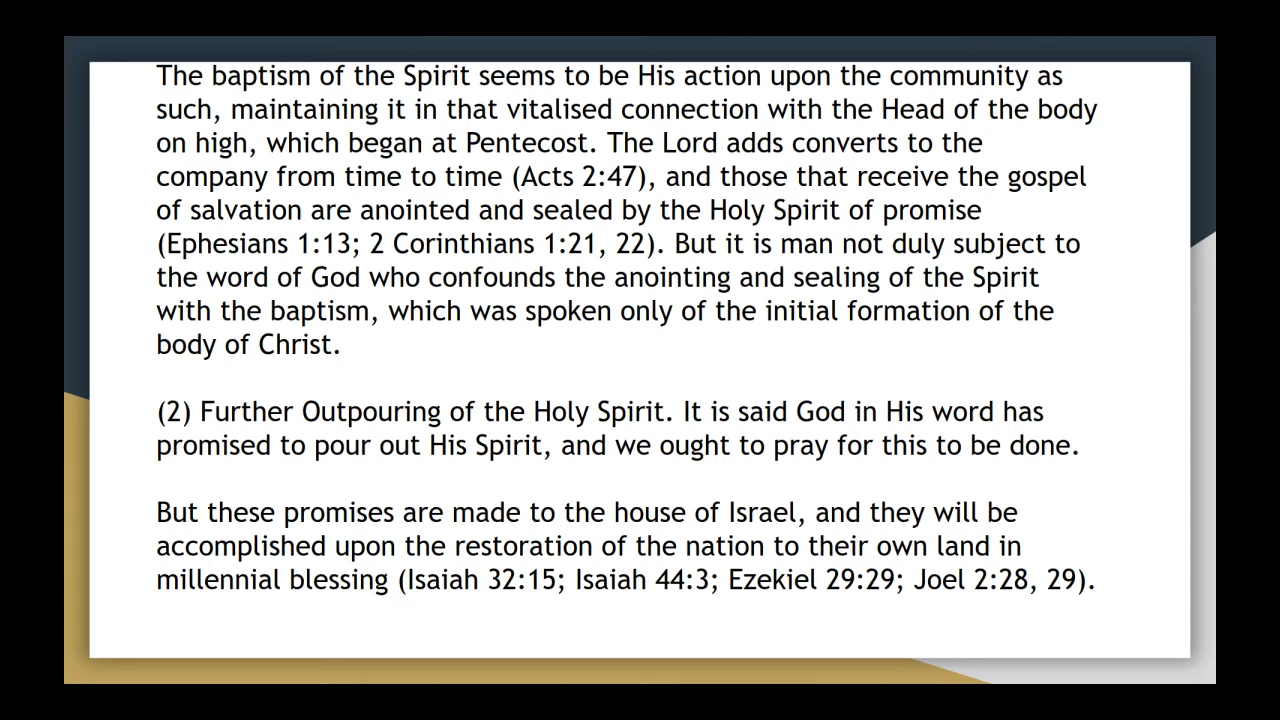 The baptism of the Spirit seems to be His action upon the community as
such, maintaining it in that vitalised connection with the Head of the body
on high, which began at Pentecost. The Lord adds converts to the
company from time to time (Acts 2:47), and those that receive the gospel
of salvation are anointed and sealed by the Holy Spirit of promise
(Ephesians 1:13; 2 Corinthians 1:21, 22). But it is man not duly subject to
the word of God who confounds the anointing and sealing of the Spirit
with the baptism, which was spoken only of the initial formation of the
body of Christ.
(2) Further Outpouring of the Holy Spirit. It is said God in His word has
promised to pour out His Spirit, and we ought to pray for this to be done.
But these promises are made to the house of Israel, and they will be
accomplished upon the restoration of the nation to their own land in
millennial blessing (Isaiah 32:15; Isaiah 44:3; Ezekiel 29:29; Joel 2:28, 29).